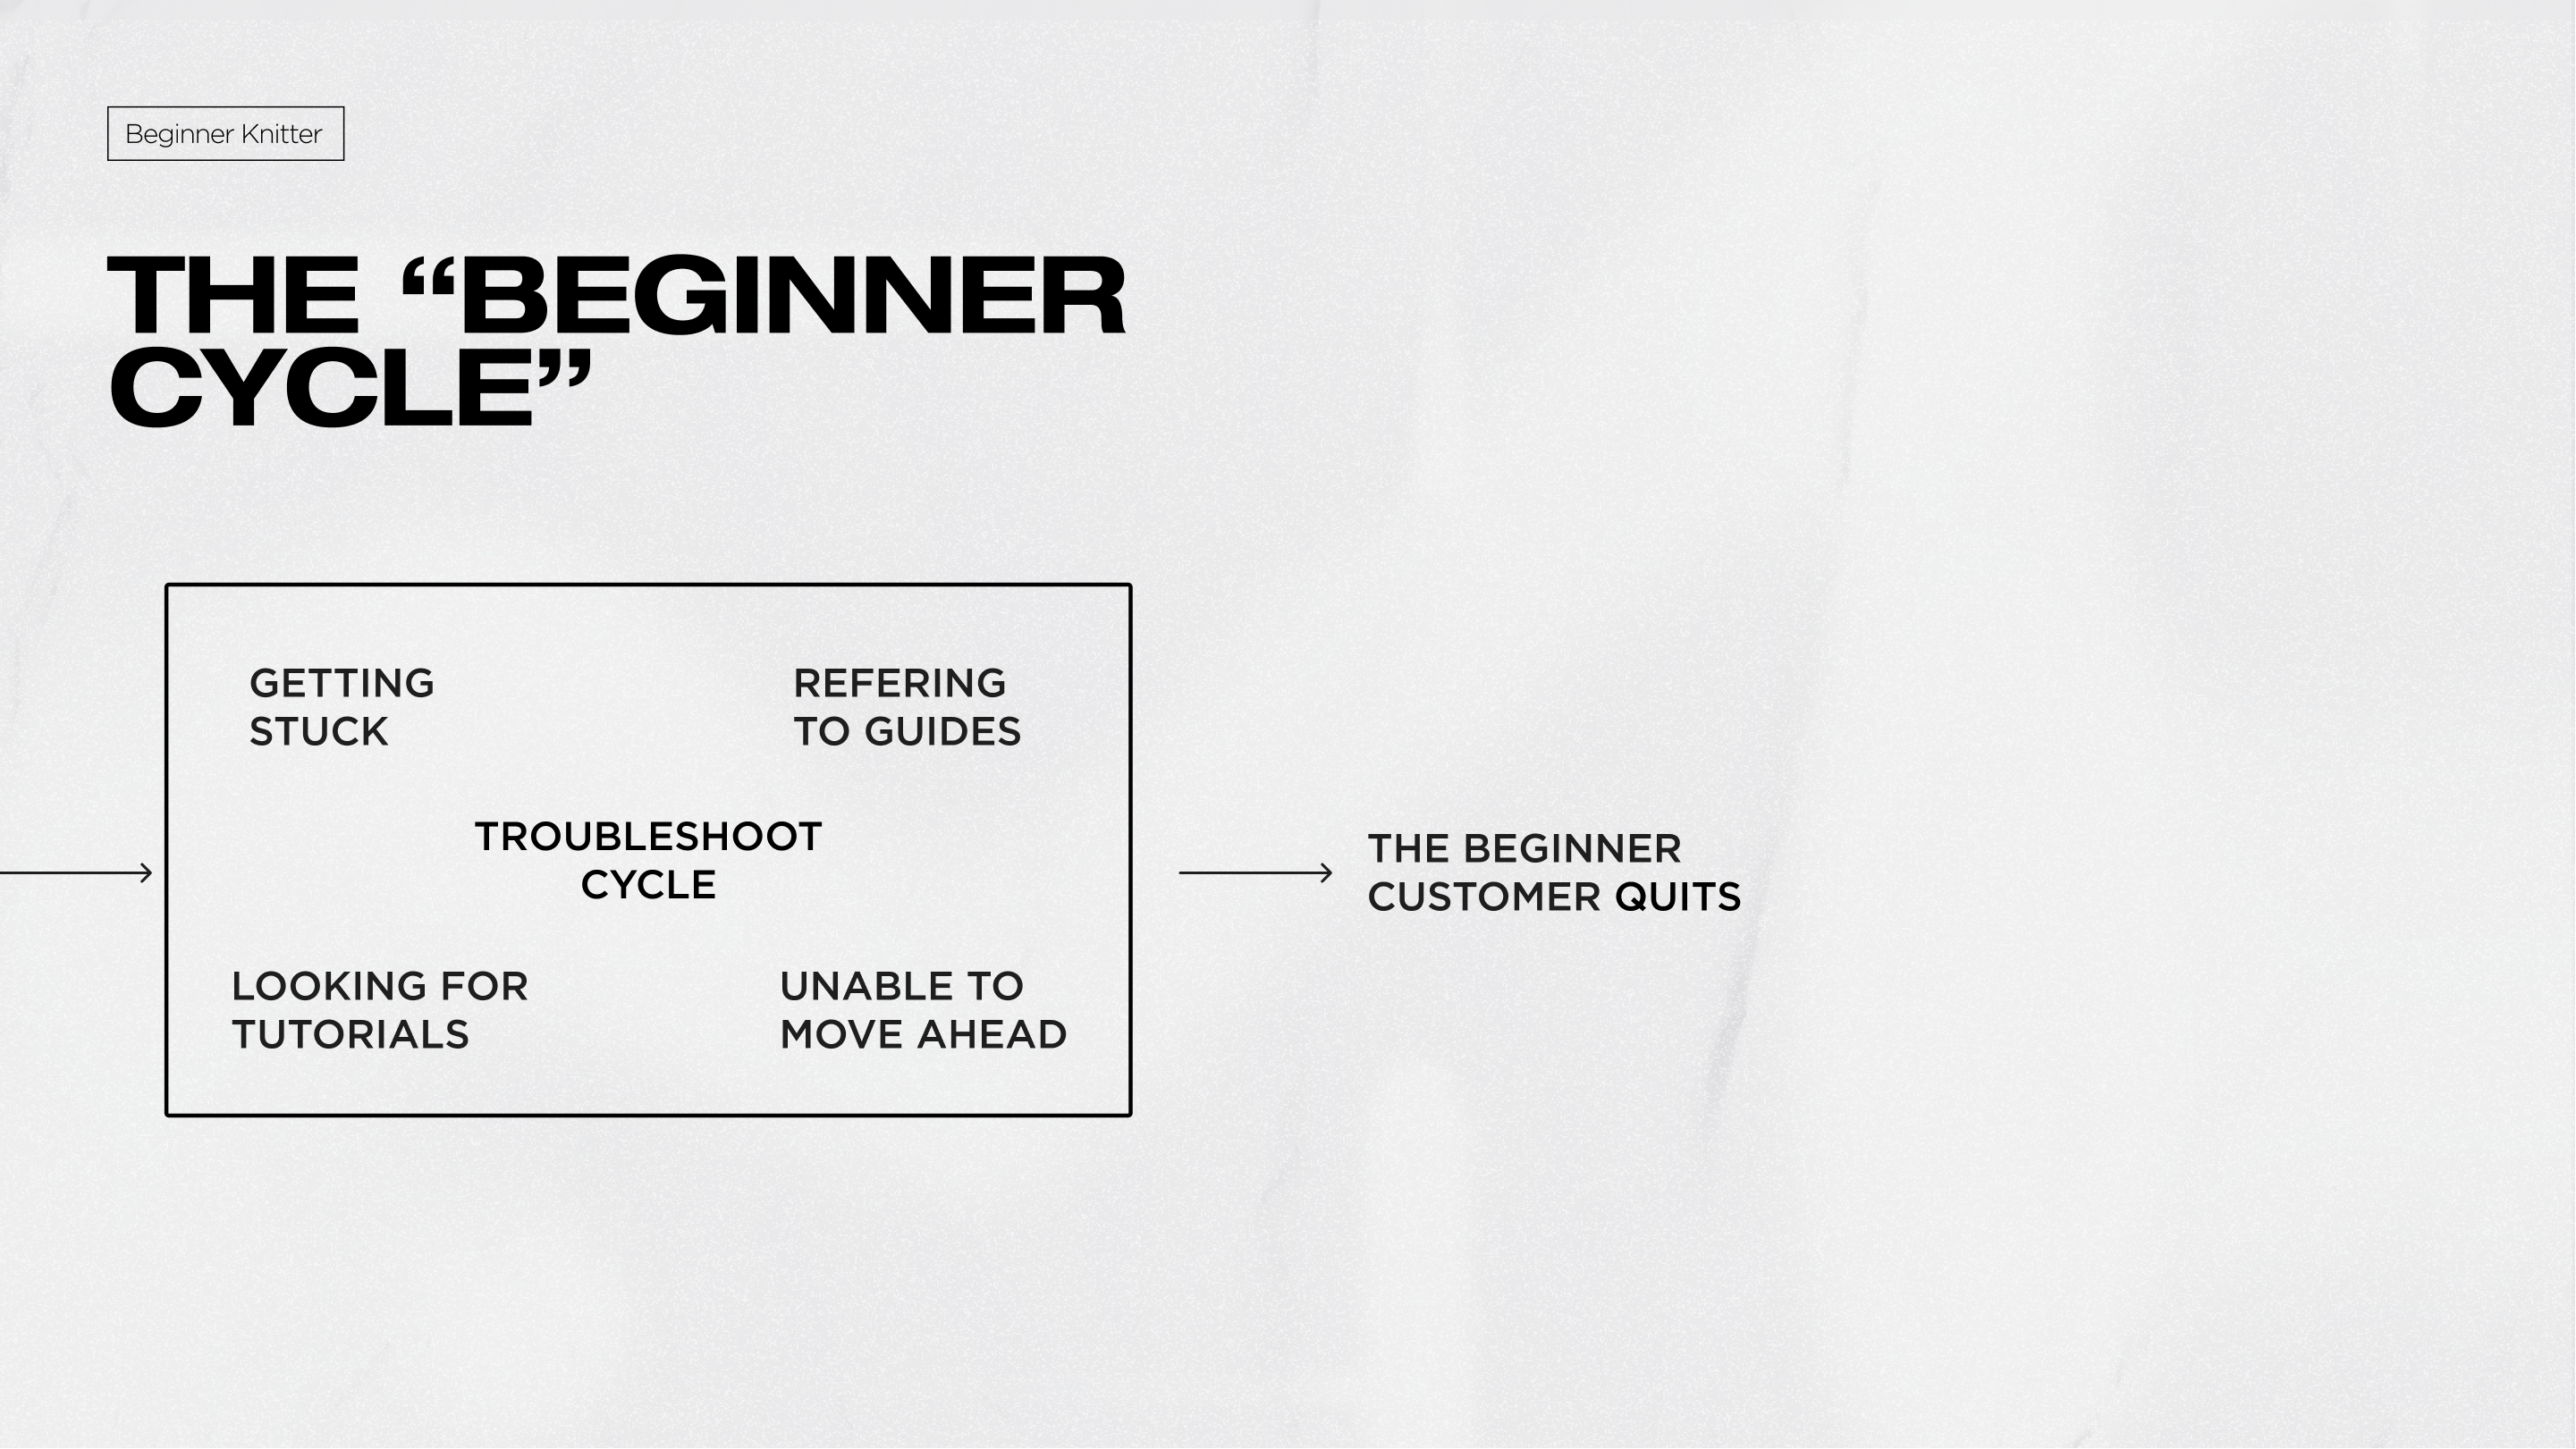 Beginner Knitter
THE “BEGINNER
CYCLE”
GETTING
STUCK
REFERING
TO GUIDES
TROUBLESHOOT
CYCLE
LOOKING FOR
TUTORIALS
UNABLE TO
MOVE AHEAD
THE BEGINNER
CUSTOMER QUITS